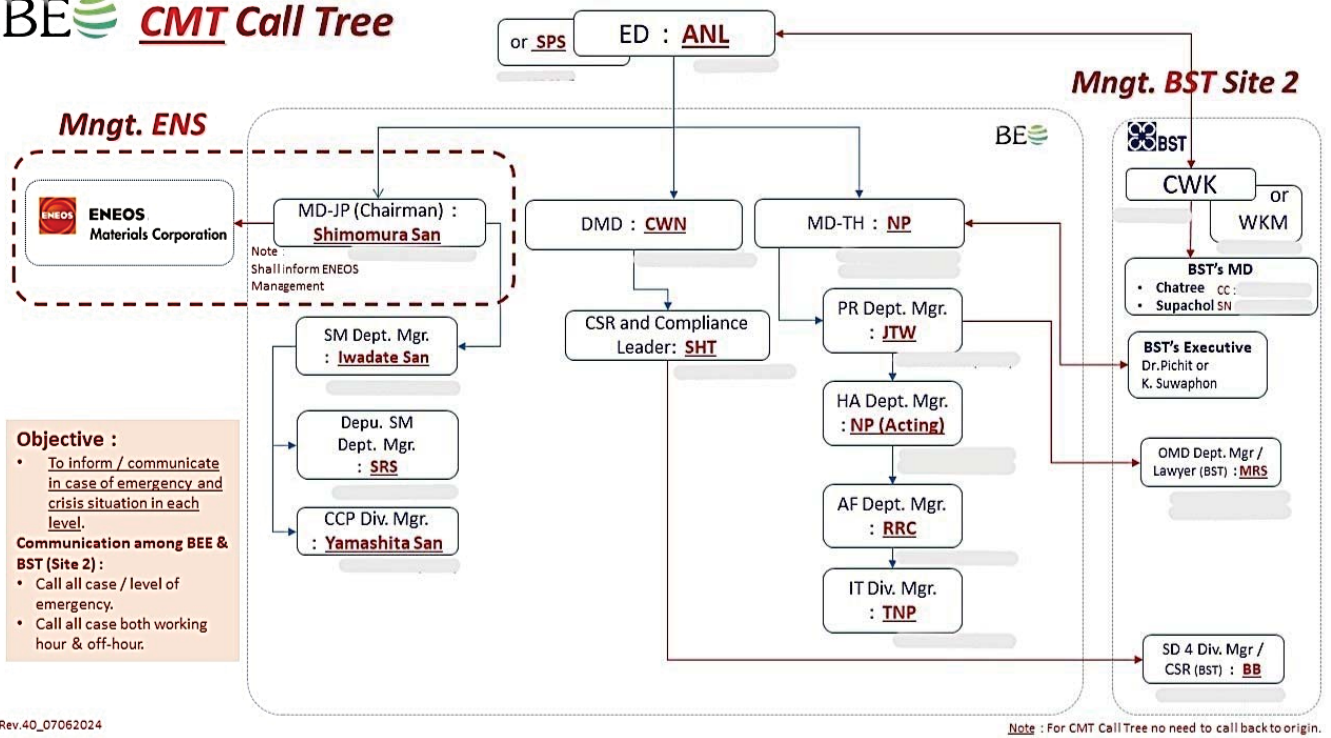 BE CMT Call Tree
or SPS
ED : ANL
Mngt. BST Site 2
Mngt. ENS
BE
BST
ENEOS
ENEOS
Materials Corporation
MD-JP (Chairman) :
Shimomura San
Note :
Shall inform ENEOS
Management
DMD : CWN
MD-TH : NP
CWK
or
WKM
BST's MD
• Chatree CC :
• Supachol SN
SM Dept. Mgr.
: Iwadate San
CSR and Compliance
Leader: SHT
PR Dept. Mgr.
: JTW
BST's Executive
Dr.Pichit or
K. Suwaphon
Depu. SM
Dept. Mgr.
: SRS
HA Dept. Mgr.
: NP (Acting)
OMD Dept. Mgr /
Lawyer (BST) : MRS
CCP Div. Mgr.
: Yamashita San
AF Dept. Mgr.
: RRC
IT Div. Mgr.
: TNP
SD 4 Div. Mgr /
CSR (BST) : BB
Objective :
• To inform / communicate
in case of emergency and
crisis situation in each
level.
Communication among BEE &
BST (Site 2) :
• Call all case / level of
emergency.
• Call all case both working
hour & off-hour.
Rev.40_07062024
Note : For CMT Call Tree no need to call back to origin.